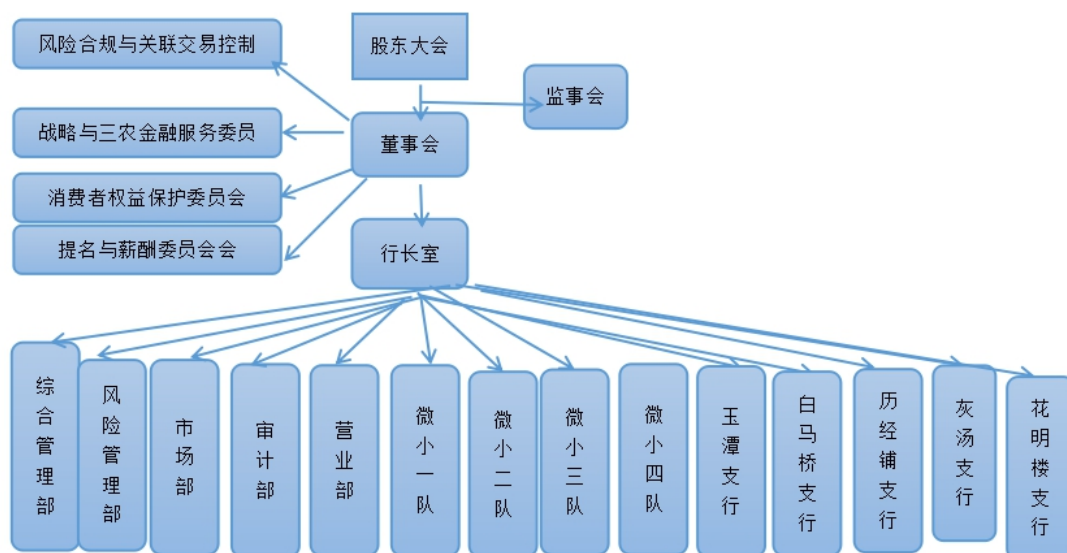 股东大会
风险合规与关联交易控制
监事会
战略与三农金融服务委员
董事会
消费者权益保护委员会
提名与薪酬委员会会
行长室
综合管理部
风险管理部
市场部
审计部
营业部
微小一队
微小二队
微小三队
微小四队
玉潭支行
白马桥支行
历经铺支行
灰汤支行
花明楼支行